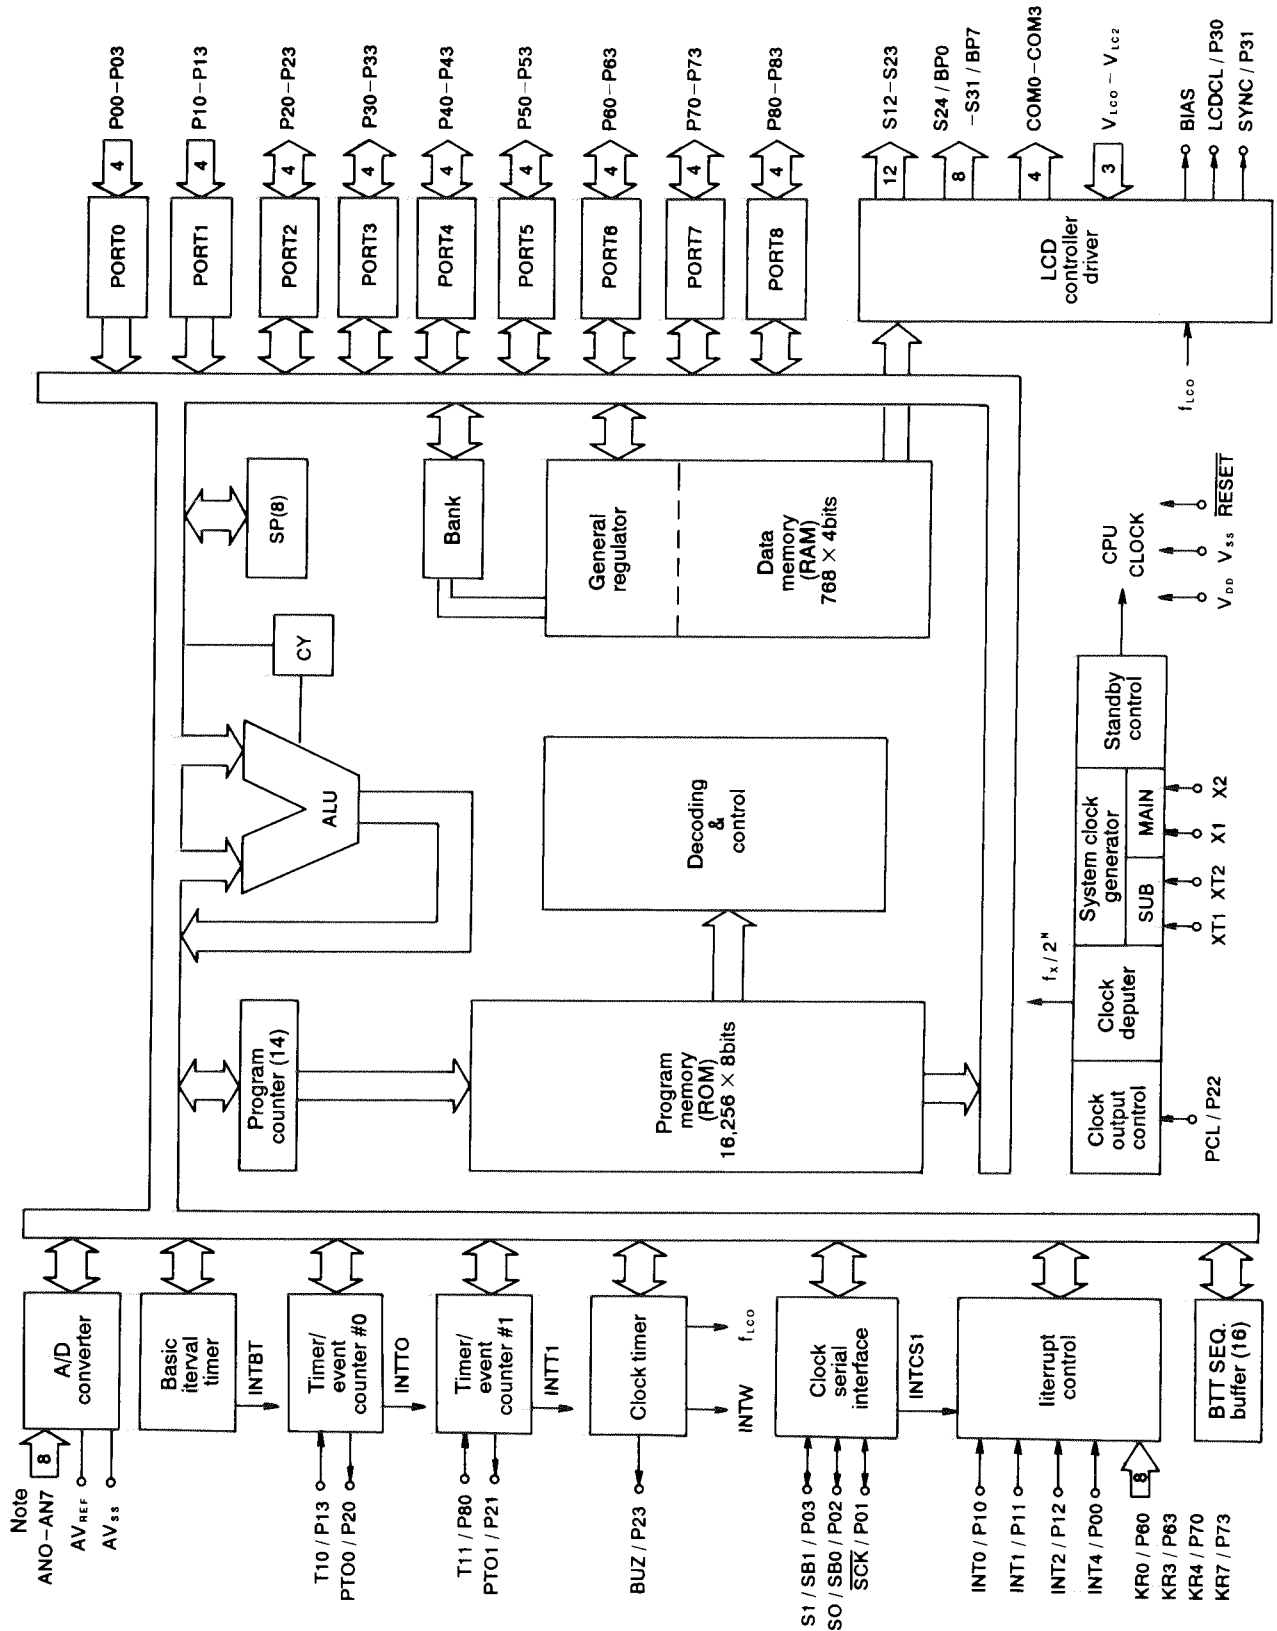 Note
ANO–AN7
8
AVREF
AVSS
A/D
converter
Basic
iterval
timer
INTBT
T10 / P13
PTO0 / P20
Timer/
event
counter #0
INTTO
T11 / P80
PTO1 / P21
Timer/
event
counter #1
INTT1
BUZ / P23
Clock timer
INTW
fLCO
S1 / SB1 / P03
SO / SB0 / P02
SCK / P01
Clock
serial
interface
INTCS1
INT0 / P10
INT1 / P11
INT2 / P12
INT4 / P00
8
KR0 / P60
KR3 / P63
KR4 / P70
KR7 / P73
Iiterrupt
control
BTT SEQ.
buffer (16)
Program
counter (14)
ALU
CY
SP(8)
Program
memory
(ROM)
16,256 × 8bits
Decoding
&
control
Bank
General
regulator
Data
memory
(RAM)
768 × 4bits
Clock
output
control
PCL / P22
Clock
deputer
fX / 2N
System clock
generator
SUB
MAIN
XT1
XT2
X1
X2
Standby
control
CPU
CLOCK
VDD
VSS
RESET
PORT0
4
P00–P03
PORT1
4
P10–P13
PORT2
4
P20–P23
PORT3
4
P30–P33
PORT4
4
P40–P43
PORT5
4
P50–P53
PORT6
4
P60–P63
PORT7
4
P70–P73
PORT8
4
P80–P83
LCD
controller
driver
fLCO
12
S12–S23
8
S24 / BP0
–S31 / BP7
4
COM0–COM3
3
VLCO – VLC2
BIAS
LCDCL / P30
SYNC / P31